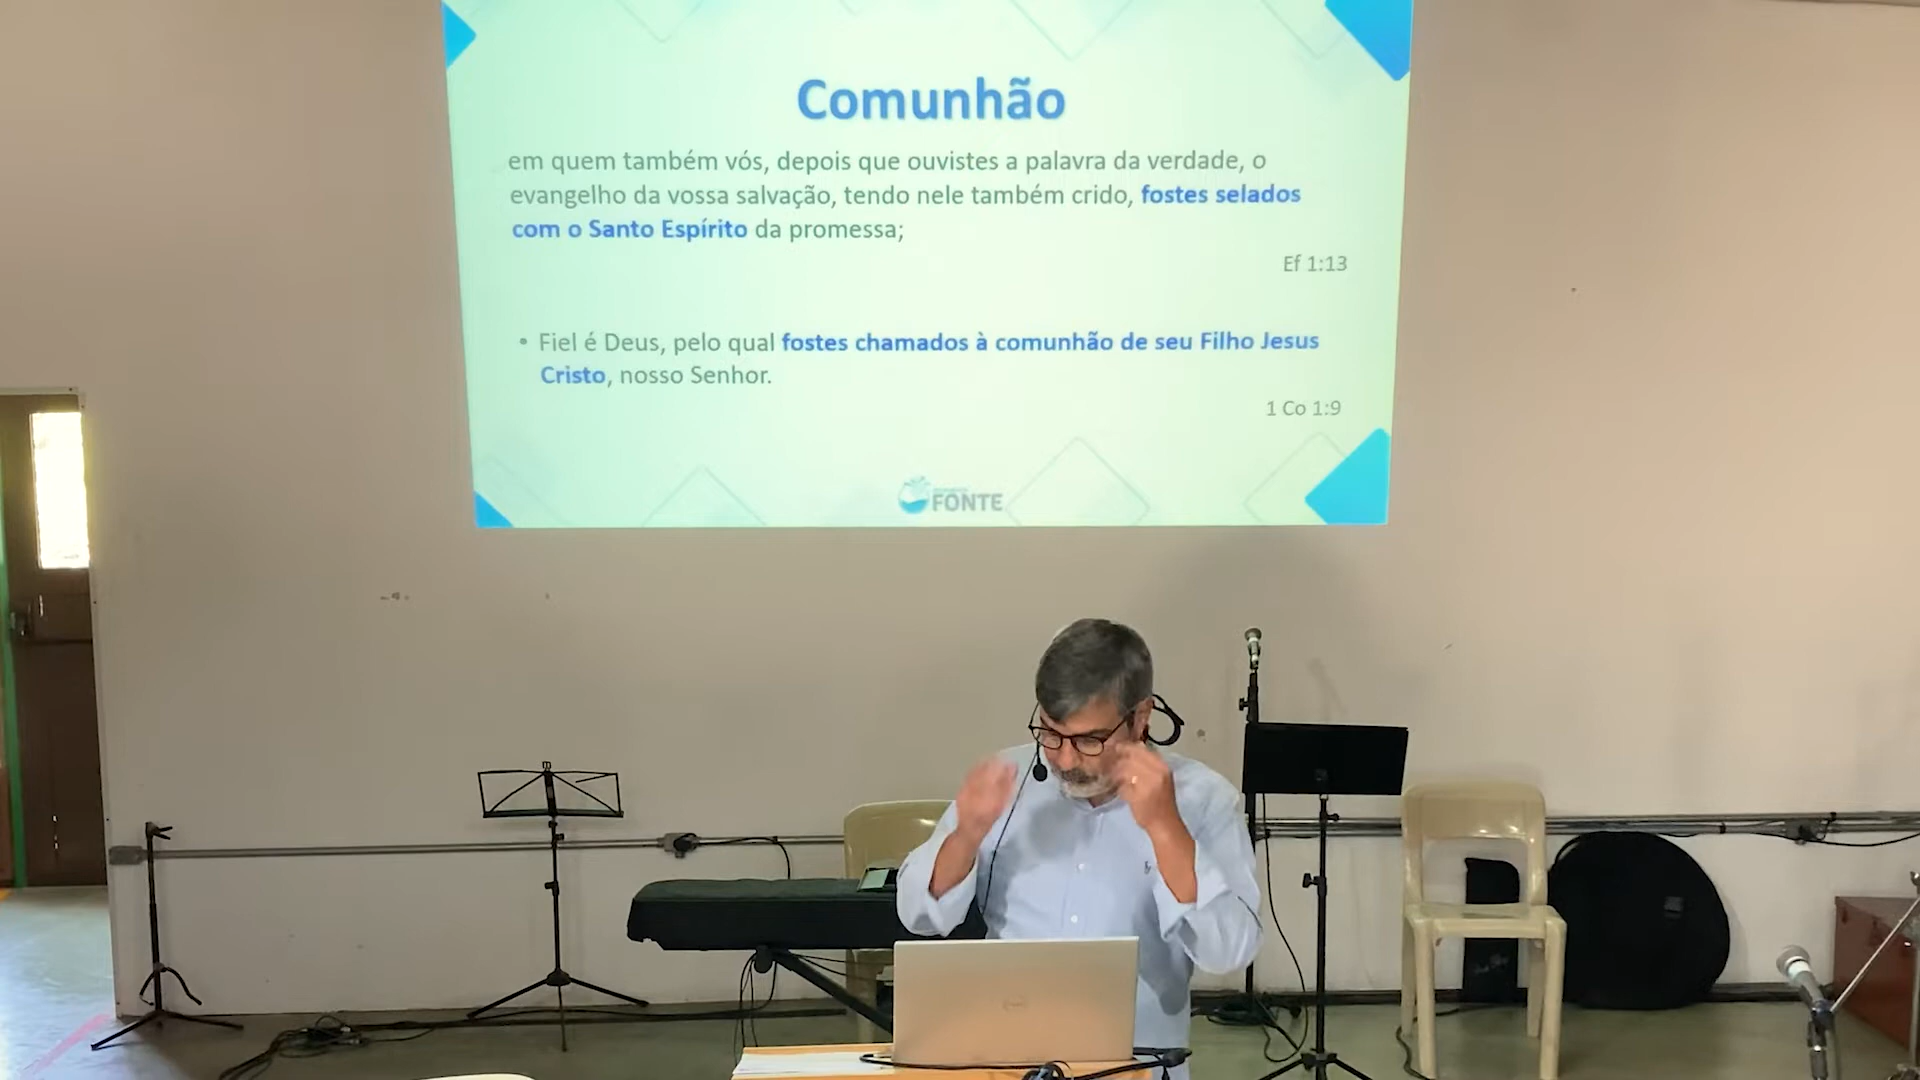 Comunhão
em quem também vós, depois que ouvistes a palavra da verdade, o
evangelho da vossa salvação, tendo nele também crido, fostes selados
com o Santo Espírito da promessa;
Ef 1:13
• Fiel é Deus, pelo qual fostes chamados à comunhão de seu Filho Jesus
Cristo, nosso Senhor.
1 Co 1:9
FONTE